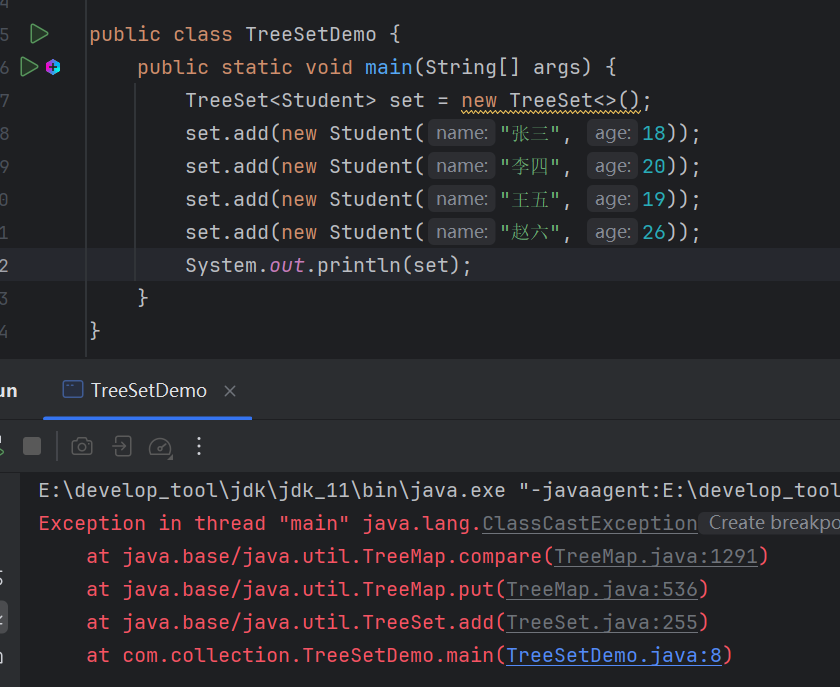 4
5 public class TreeSetDemo {
6 public static void main(String[] args) {
7 TreeSet<Student> set = new TreeSet<>();
8 set.add(new Student( name: "张三", age: 18));
9 set.add(new Student( name: "李四", age: 20));
0 set.add(new Student( name: "王五", age: 19));
1 set.add(new Student( name: "赵六", age: 26));
2 System.out.println(set);
3 }
4 }
un TreeSetDemo ×
E:\develop_tool\jdk\jdk_11\bin\java.exe "-javaagent:E:\develop_tool
Exception in thread "main" java.lang.ClassCastException Create breakpo
at java.base/java.util.TreeMap.compare(TreeMap.java:1291)
at java.base/java.util.TreeMap.put(TreeMap.java:536)
at java.base/java.util.TreeSet.add(TreeSet.java:255)
at com.collection.TreeSetDemo.main(TreeSetDemo.java:8)